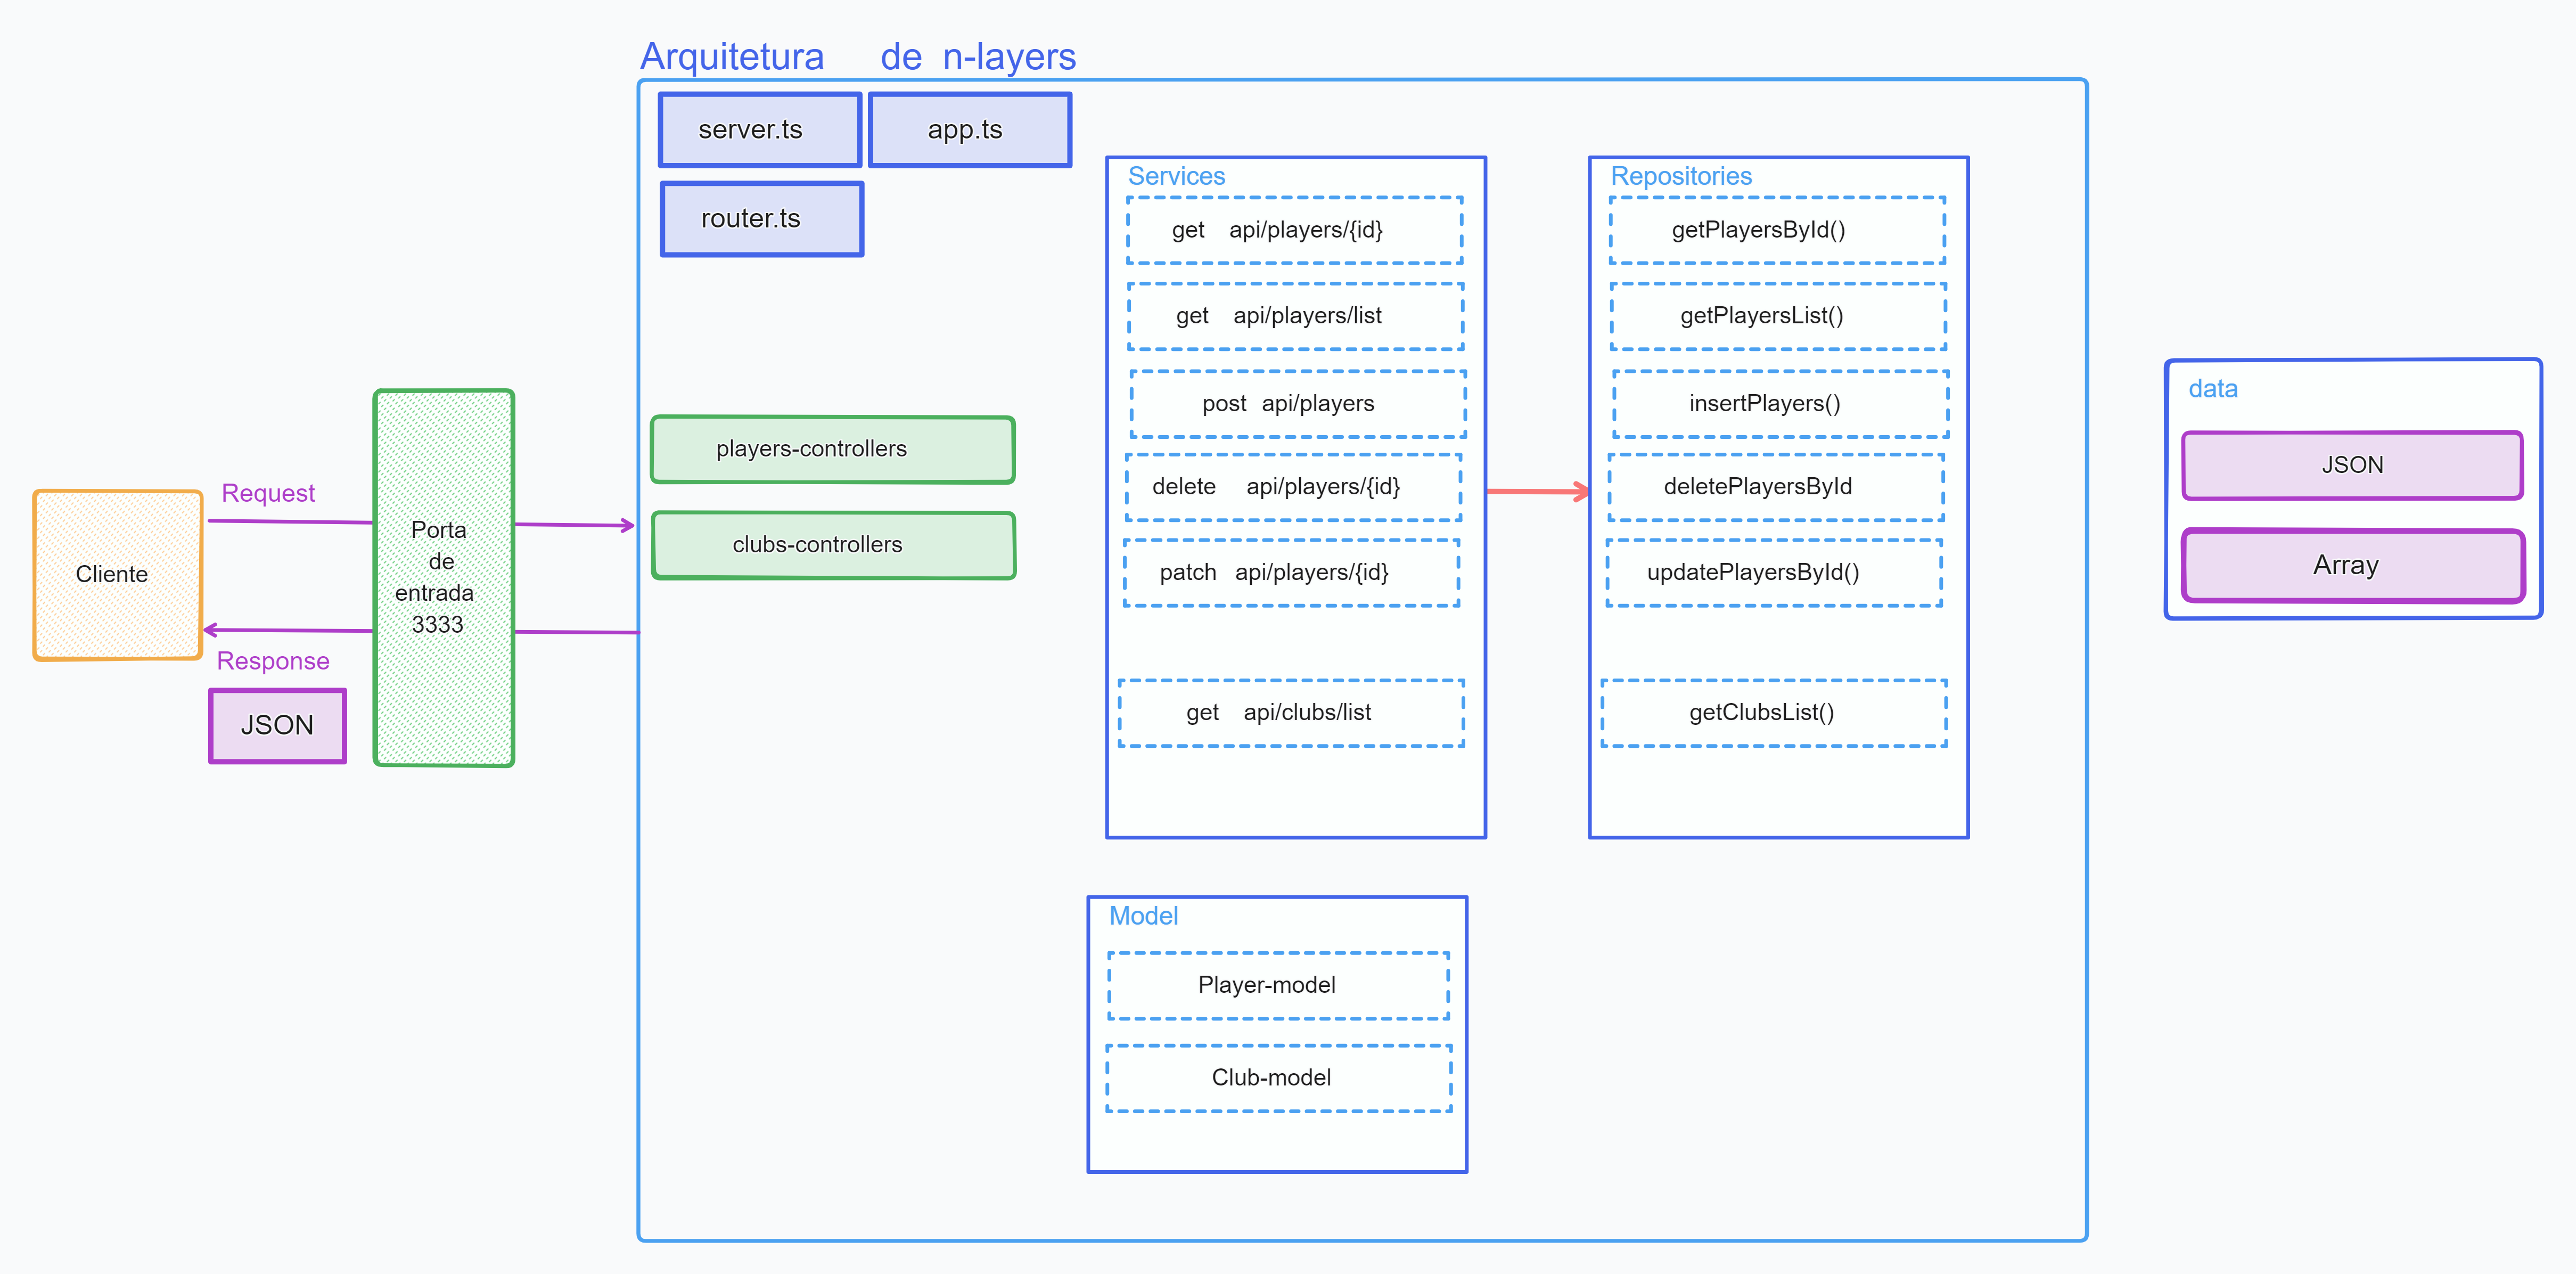 Arquitetura de n-layers
server.ts
app.ts
router.ts
Cliente
Request
Response
JSON
Porta
de
entrada
3333
players-controllers
clubs-controllers
Services
get api/players/{id}
get api/players/list
post api/players
delete api/players/{id}
patch api/players/{id}
get api/clubs/list
Repositories
getPlayersById()
getPlayersList()
insertPlayers()
deletePlayersById
updatePlayersById()
getClubsList()
Model
Player-model
Club-model
data
JSON
Array